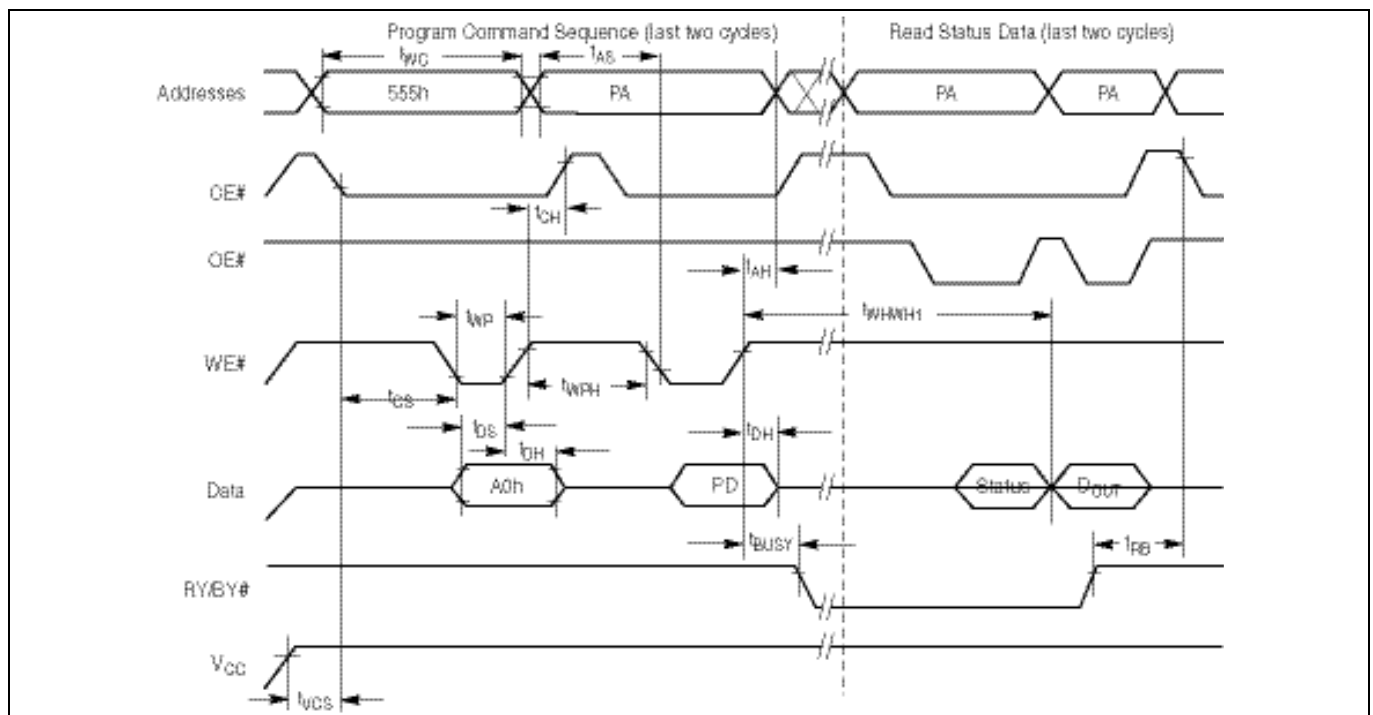 Program Command Sequence (last two cycles)
Read Status Data (last two cycles)
tWC
tAS
Addresses
555h
PA
PA
PA
CE#
tCH
OE#
tAH
tWP
tWHWH1
WE#
tCS
tWPH
tDS
tDH
tDH
Data
A0h
PD
Status
DOUT
tBUSY
tRB
RY/BY#
VCC
tVCS